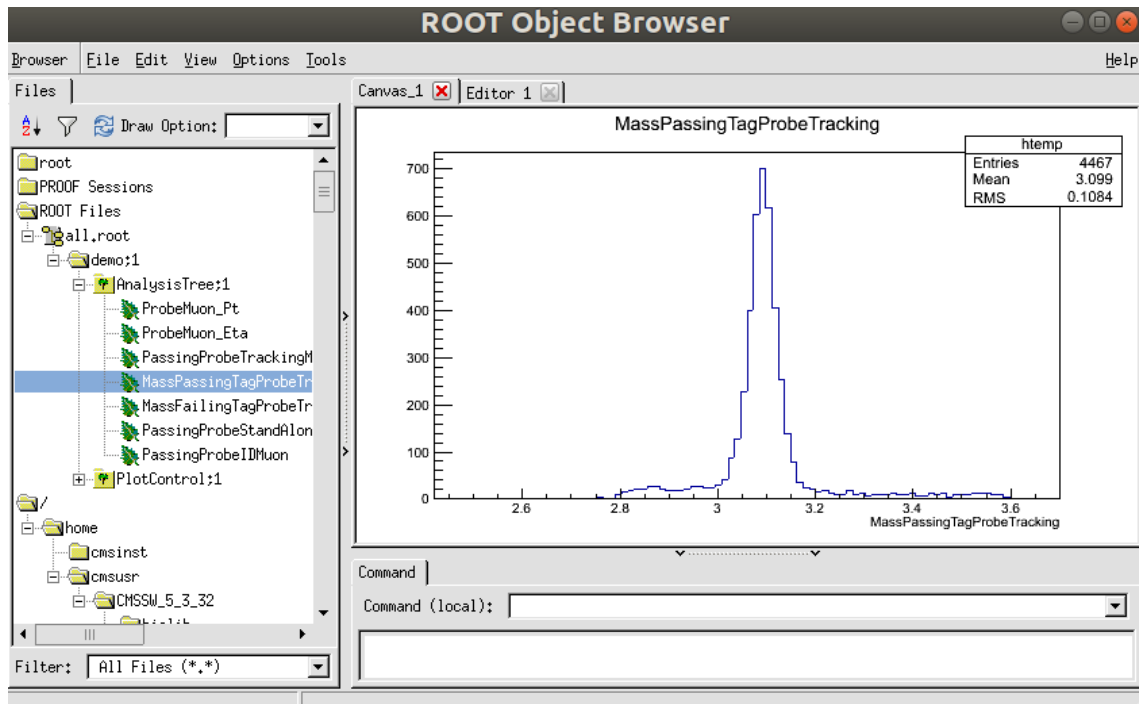 ROOT Object Browser
Browser File Edit View Options Tools Help
Files
Draw Option:
root
PROOF Sessions
ROOT Files
all.root
demo;1
AnalysisTree;1
ProbeMuon_Pt
ProbeMuon_Eta
PassingProbeTrackingM
MassPassingTagProbeTr
MassFailingTagProbeTr
PassingProbeStandAlon
PassingProbeIDMuon
PlotControl;1
/
home
cmsinst
cmsusr
CMSSW_5_3_32
Filter: All Files (*.*)
Canvas_1 Editor 1
MassPassingTagProbeTracking
htemp
Entries 4467
Mean 3.099
RMS 0.1084
700
600
500
400
300
200
100
0
2.6 2.8 3 3.2 3.4 3.6
MassPassingTagProbeTracking
Command
Command (local):